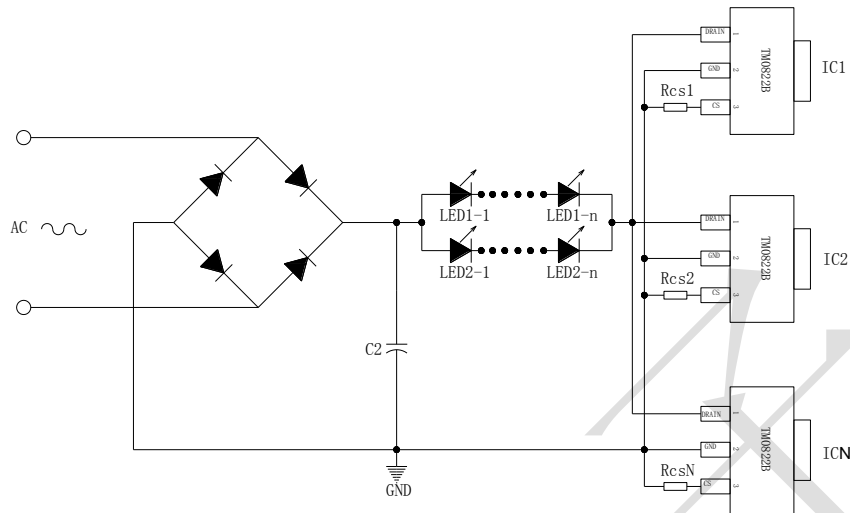 DRAIN 1
GND 2
Rcs1
CS 3
TM0822B
IC1
AC
LED1-1
LED1-n
LED2-1
LED2-n
DRAIN 1
GND 2
Rcs2
CS 3
TM0822B
IC2
C2
DRAIN 1
GND 2
RcsN
CS 3
TM0822B
ICN
GND